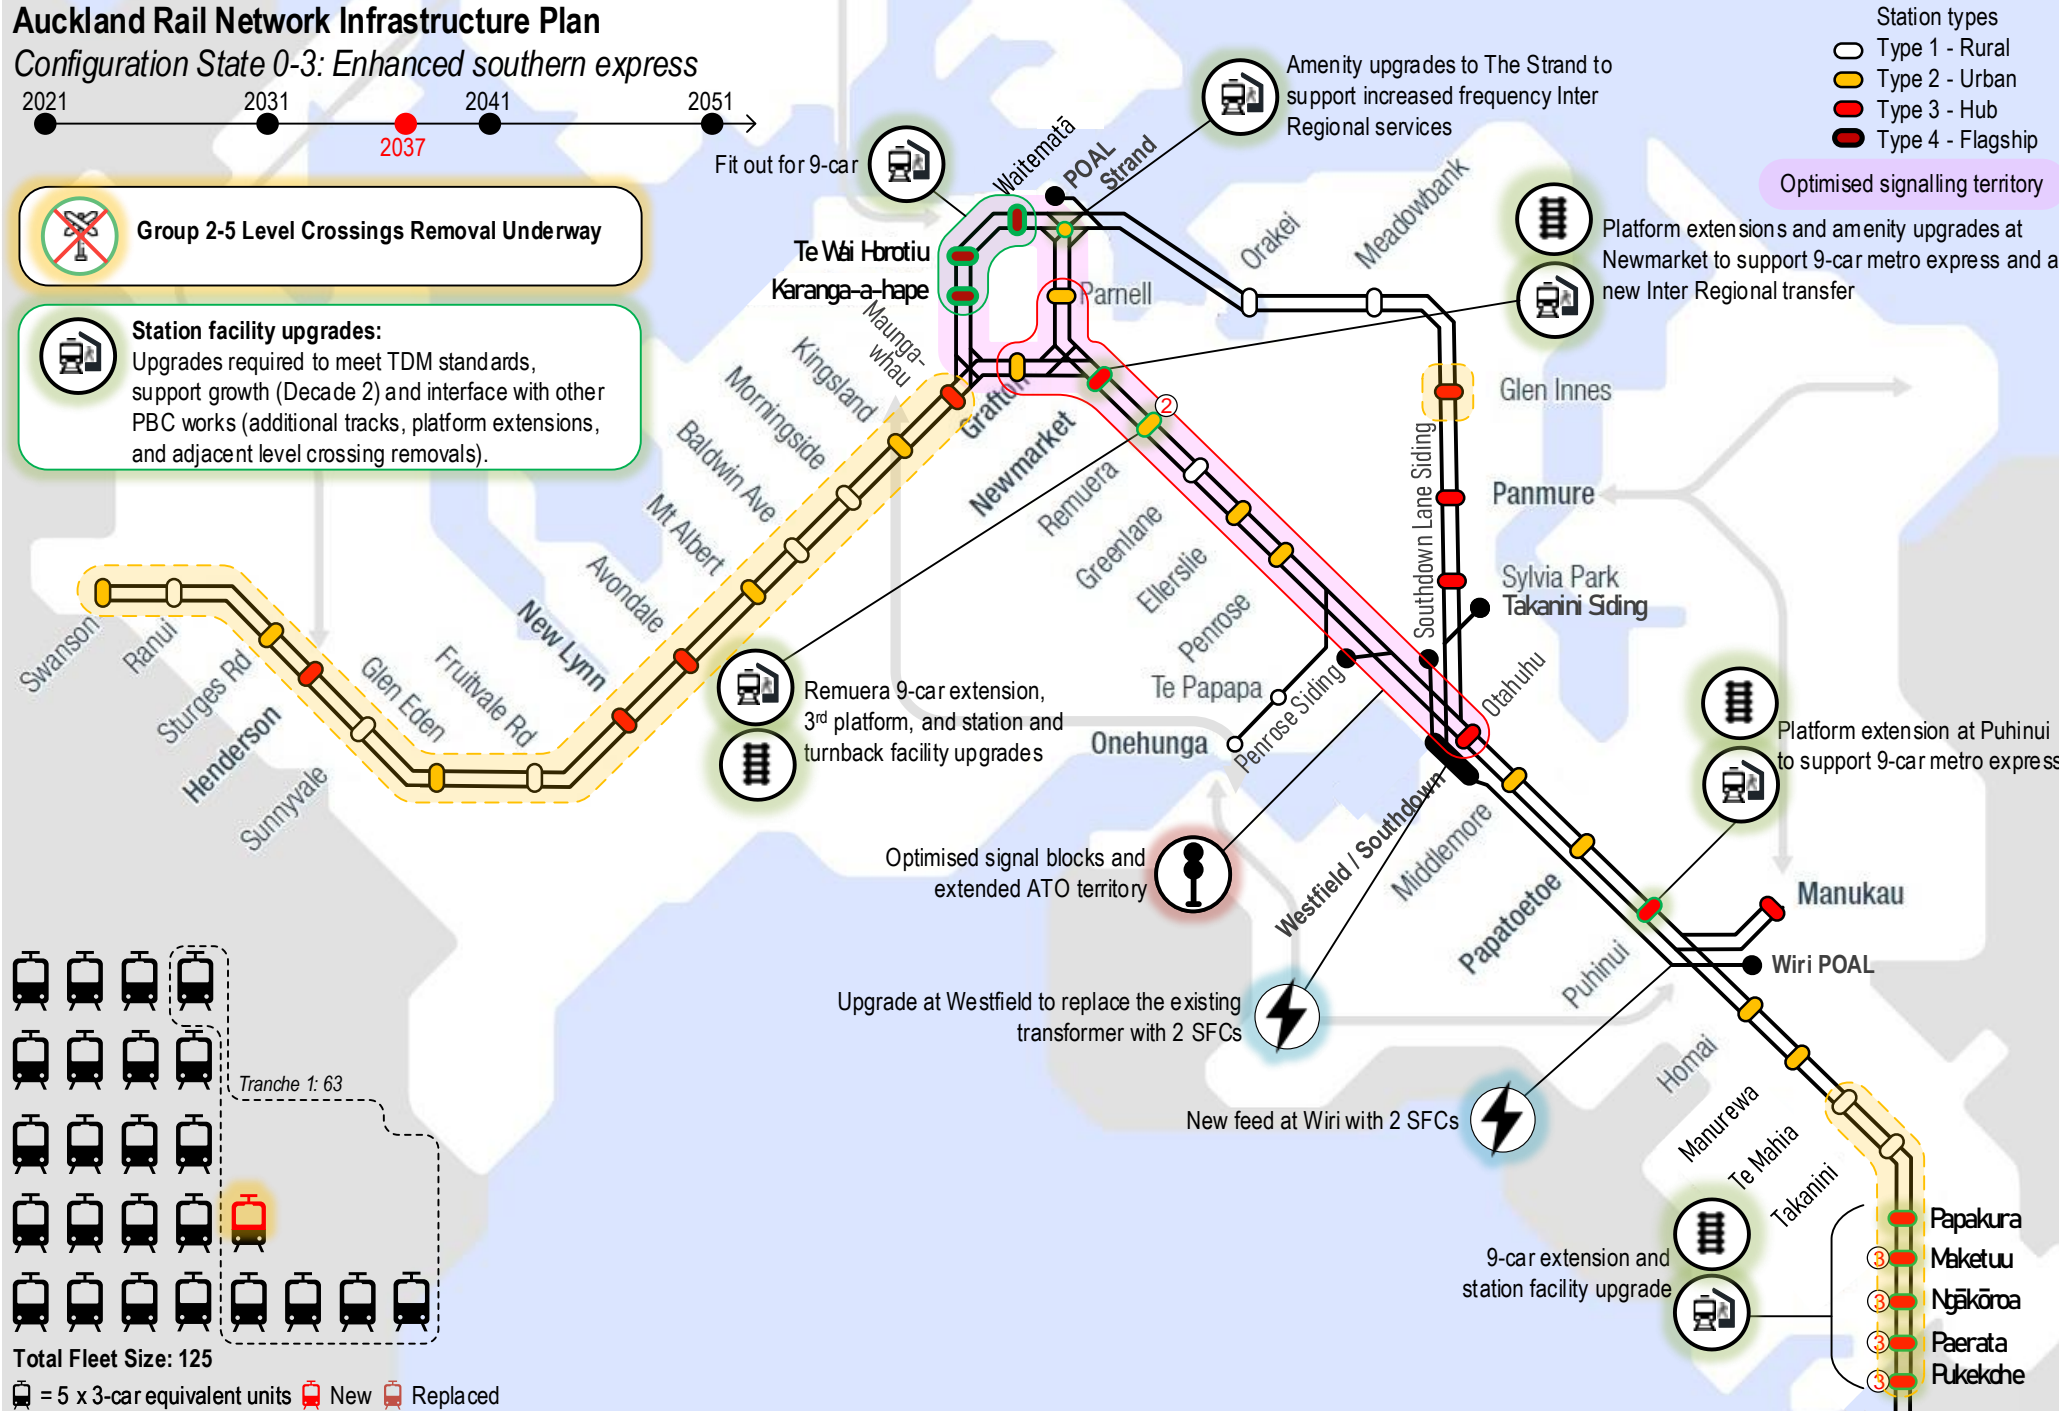 Auckland Rail Network Infrastructure Plan
Configuration State 0-3: Enhanced southern express
2021
2031
2041
2051
2037
Group 2-5 Level Crossings Removal Underway
Station facility upgrades:
Upgrades required to meet TDM standards,
support growth (Decade 2) and interface with other
PBC works (additional tracks, platform extensions,
and adjacent level crossing removals).
Station types
Type 1 - Rural
Type 2 - Urban
Type 3 - Hub
Type 4 - Flagship
Optimised signalling territory
Amenity upgrades to The Strand to
support increased frequency Inter
Regional services
Fit out for 9-car
Platform extensions and amenity upgrades at
Newmarket to support 9-car metro express and a
new Inter Regional transfer
Waitematā
POAL
Strand
Te Wai Horotiu
Karanga-a-hape
Maunga-
whau
Parnell
Orakei
Meadowbank
Glen Innes
Panmure
Sylvia Park
Takanini Siding
Southdown Lane Siding
Otahuhu
Kingsland
Morningside
Baldwin Ave
Mt Albert
Avondale
New Lynn
Fruitvale Rd
Glen Eden
Sunnyvale
Henderson
Sturges Rd
Ranui
Swanson
Grafton
Newmarket
2
Remuera
Greenlane
Ellerslie
Penrose
Te Papapa
Onehunga
Penrose Siding
Remuera 9-car extension,
3rd platform, and station and
turnback facility upgrades
Optimised signal blocks and
extended ATO territory
Westfield / Southdown
Middlemore
Papatoetoe
Puhinui
Platform extension at Puhinui
to support 9-car metro express
Manukau
Wiri POAL
Upgrade at Westfield to replace the existing
transformer with 2 SFCs
New feed at Wiri with 2 SFCs
Homai
Manurewa
Te Mahia
Takanini
9-car extension and
station facility upgrade
Papakura
3
Maketuu
3
Ngākōroa
3
Paerata
3
Pukekohe
Tranche 1: 63
Total Fleet Size: 125
= 5 x 3-car equivalent units
New
Replaced